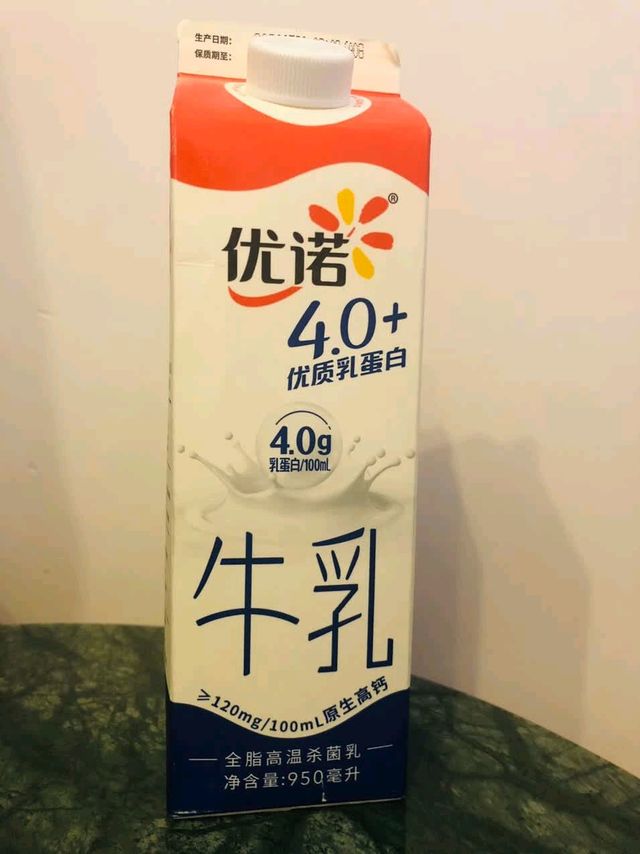 生产日期:
保质期至:
优诺®
4.0+
优质乳蛋白
4.0g
乳蛋白/100mL
牛乳
≥120mg/100mL原生高钙
全脂高温杀菌乳
净含量:950毫升